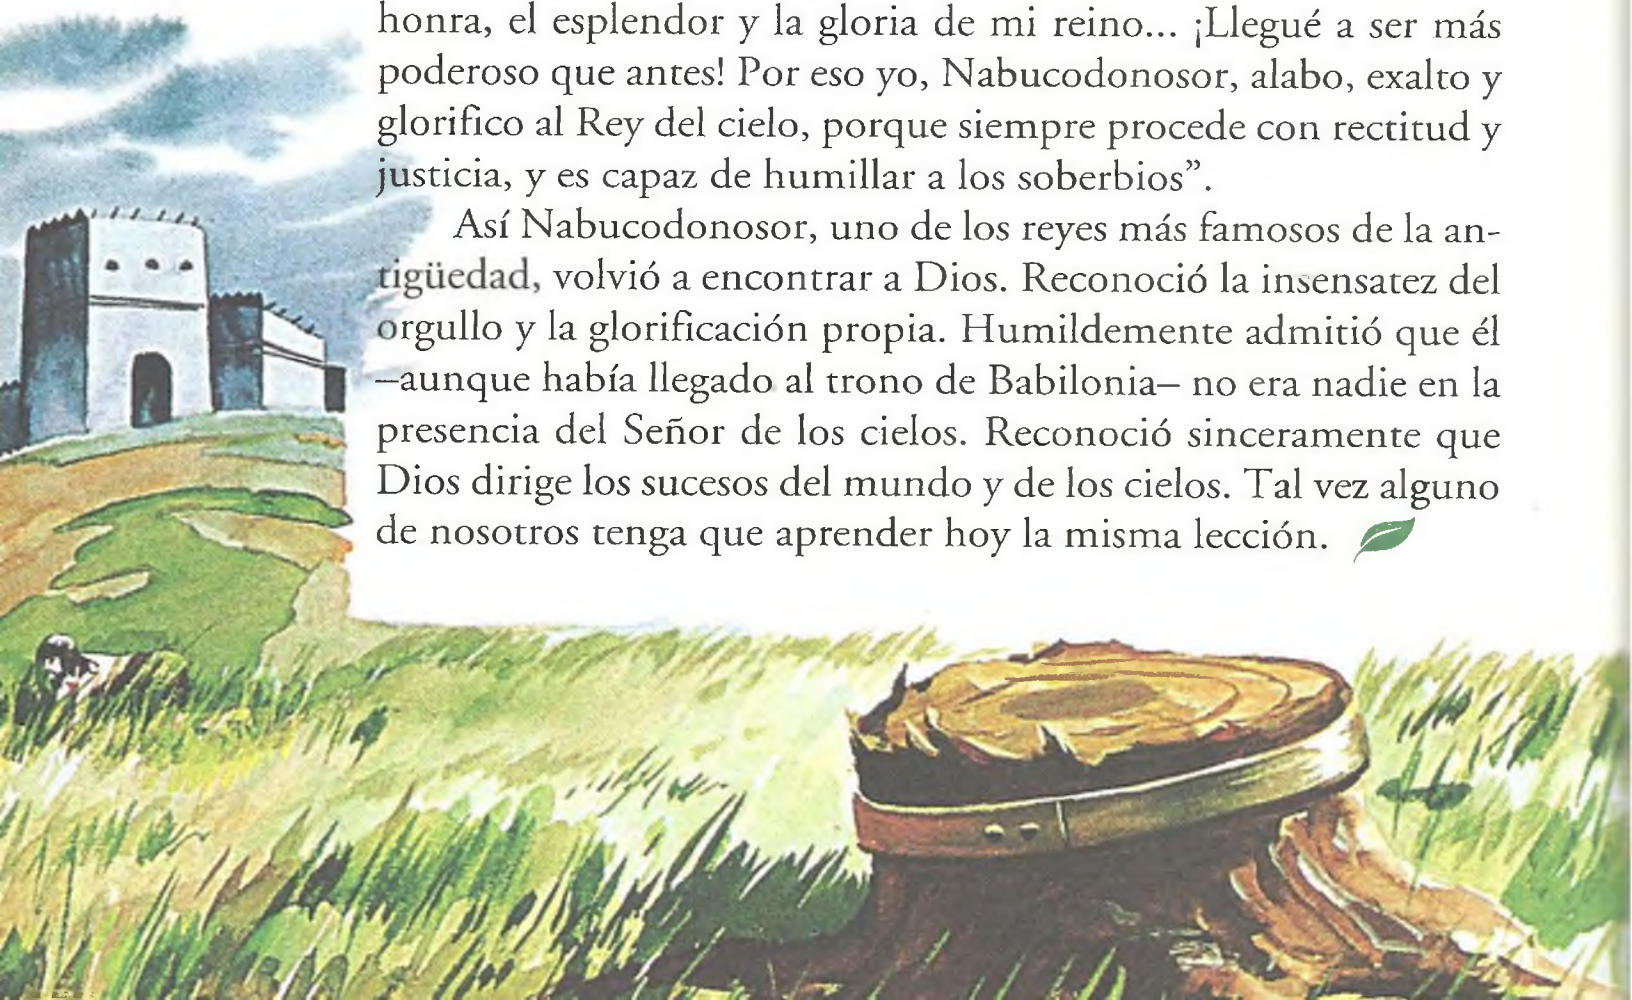 honra, el esplendor y la gloria de mi reino... ¡Llegué a ser más
poderoso que antes! Por eso yo, Nabucodonosor, alabo, exalto y
glorifico al Rey del cielo, porque siempre procede con rectitud y
justicia, y es capaz de humillar a los soberbios”.
Así Nabucodonosor, uno de los reyes más famosos de la an-
tigüedad, volvió a encontrar a Dios. Reconoció la insensatez del
orgullo y la glorificación propia. Humildemente admitió que él
–aunque había llegado al trono de Babilonia– no era nadie en la
presencia del Señor de los cielos. Reconoció sinceramente que
Dios dirige los sucesos del mundo y de los cielos. Tal vez alguno
de nosotros tenga que aprender hoy la misma lección.